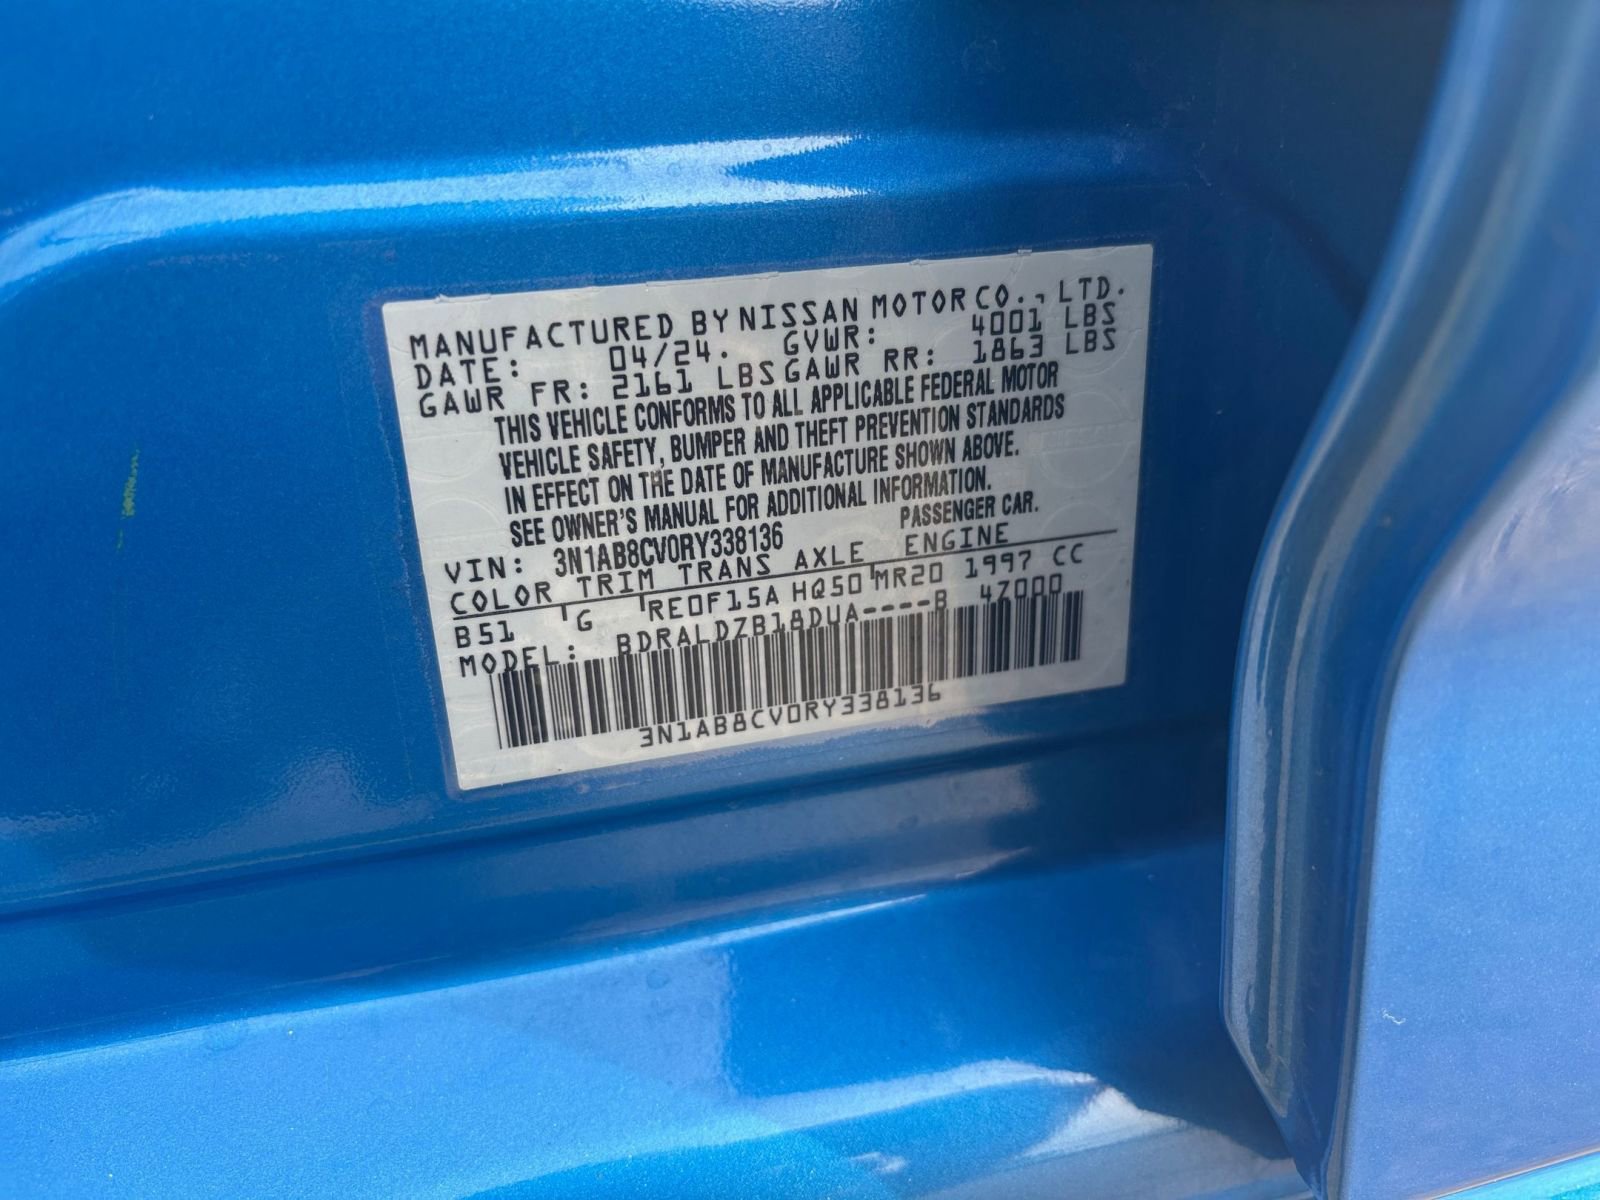 MANUFACTURED BY NISSAN MOTOR CO., LTD.
DATE: 04/24. GVWR: 4001 LBS
GAWR FR: 2161 LBS GAWR RR: 1863 LBS
THIS VEHICLE CONFORMS TO ALL APPLICABLE FEDERAL MOTOR
VEHICLE SAFETY, BUMPER AND THEFT PREVENTION STANDARDS
IN EFFECT ON THE DATE OF MANUFACTURE SHOWN ABOVE.
SEE OWNER'S MANUAL FOR ADDITIONAL INFORMATION.
PASSENGER CAR.
VIN: 3N1AB8CV0RY338136
COLOR TRIM TRANS AXLE ENGINE
B51 G RE0F15A HQ50 MR20 1997 CC
MODEL: BDRALDZB18DUA----B 4Z000
3N1AB8CV0RY338136